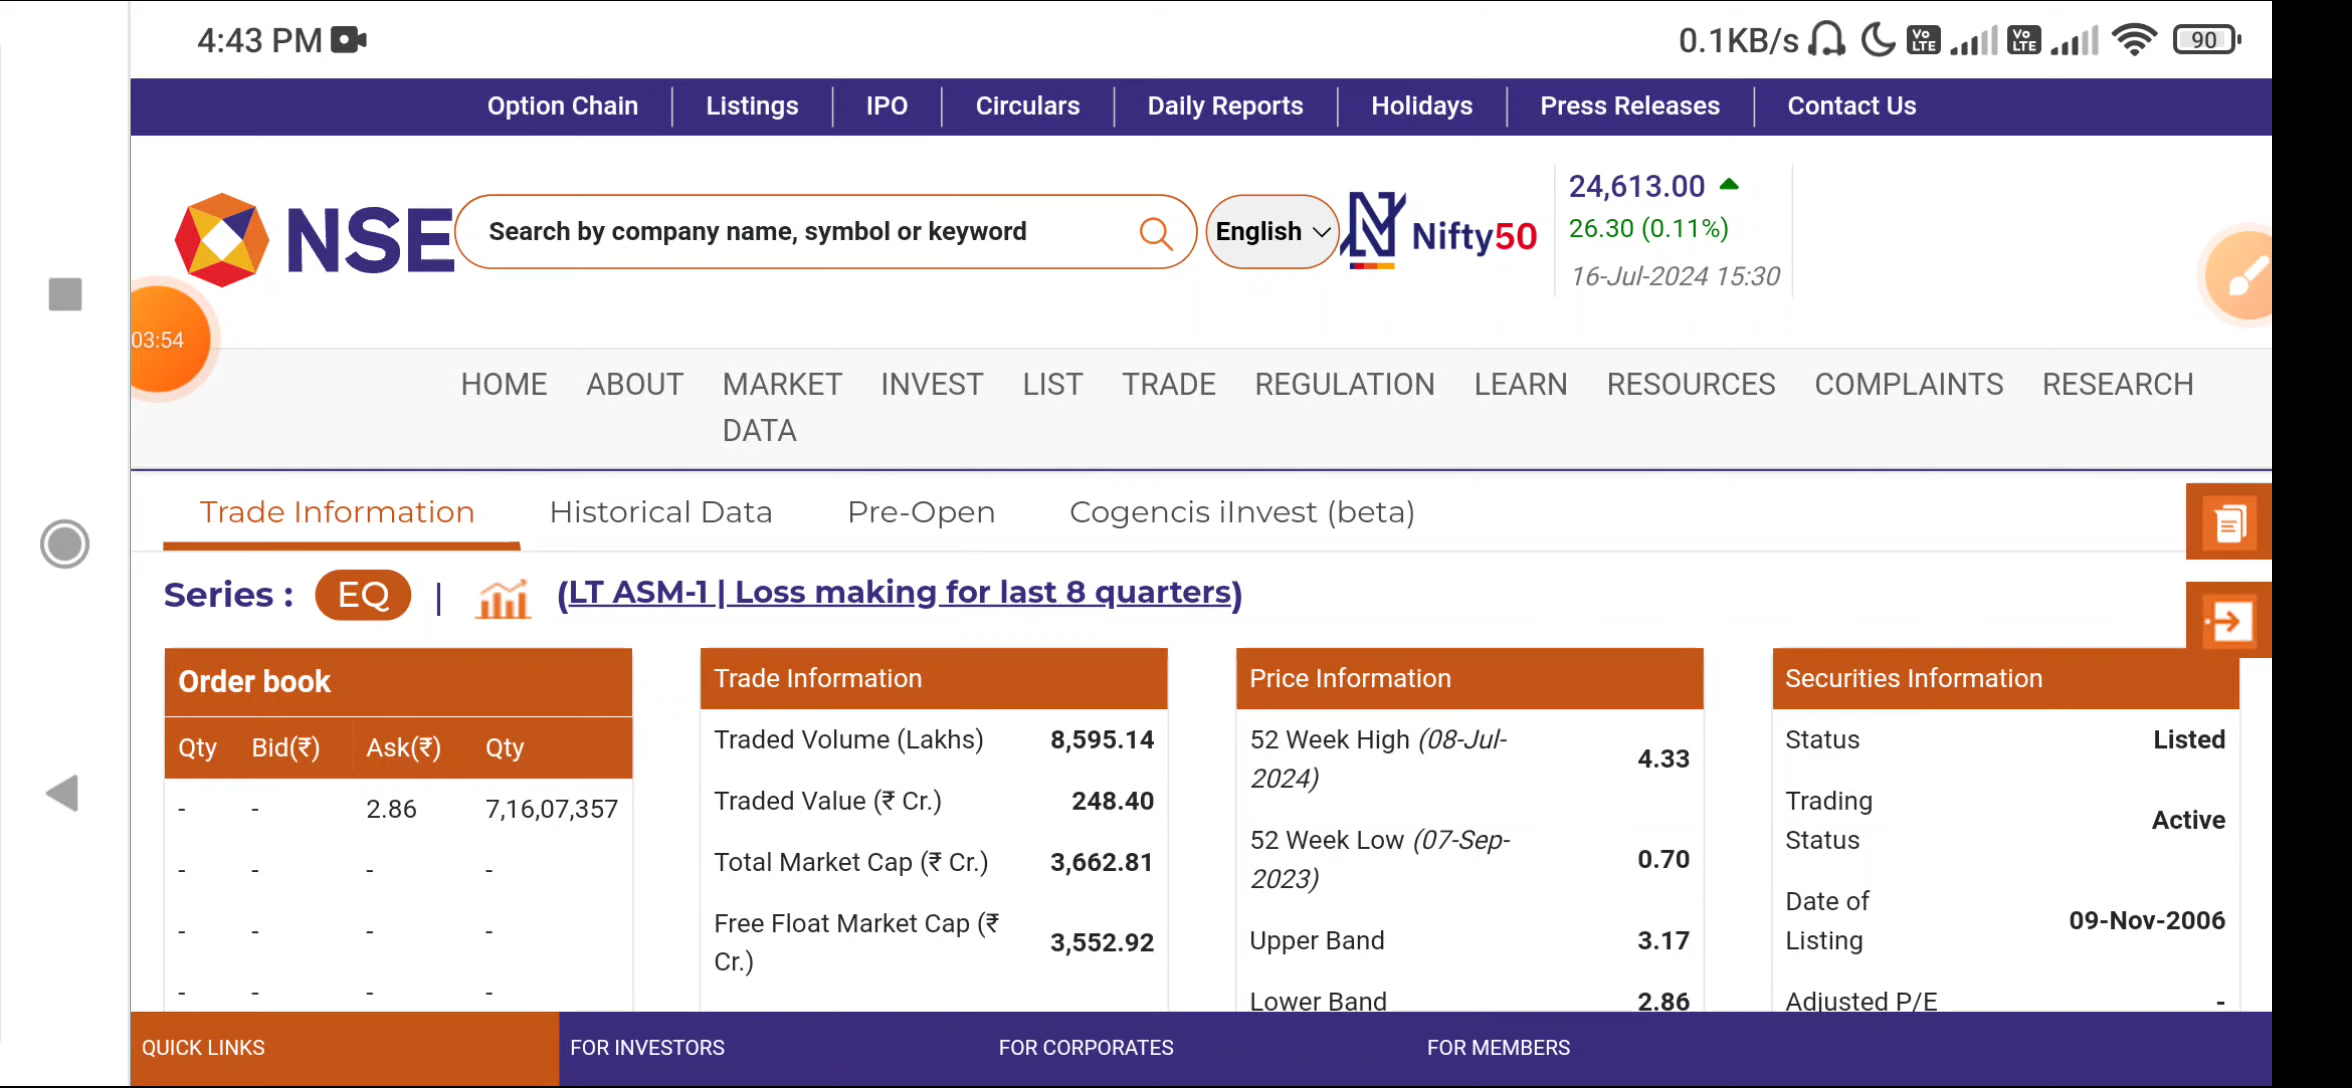 4:43 PM
0.1KB/s
Vo LTE
Vo LTE
90
Option Chain
Listings
IPO
Circulars
Daily Reports
Holidays
Press Releases
Contact Us
NSE
Search by company name, symbol or keyword
English
Nifty50
24,613.00
26.30 (0.11%)
16-Jul-2024 15:30
03:54
HOME
ABOUT
MARKET
DATA
INVEST
LIST
TRADE
REGULATION
LEARN
RESOURCES
COMPLAINTS
RESEARCH
Trade Information
Historical Data
Pre-Open
Cogencis iInvest (beta)
Series : EQ | (LT ASM-1 | Loss making for last 8 quarters)
Order book
Qty Bid(₹) Ask(₹) Qty
- - 2.86 7,16,07,357
- - - -
- - - -
- - - -
Trade Information
Traded Volume (Lakhs) 8,595.14
Traded Value (₹ Cr.) 248.40
Total Market Cap (₹ Cr.) 3,662.81
Free Float Market Cap (₹
Cr.) 3,552.92
Price Information
52 Week High (08-Jul-
2024) 4.33
52 Week Low (07-Sep-
2023) 0.70
Upper Band 3.17
Lower Band 2.86
Securities Information
Status Listed
Trading
Status Active
Date of
Listing 09-Nov-2006
Adjusted P/E -
QUICK LINKS
FOR INVESTORS
FOR CORPORATES
FOR MEMBERS